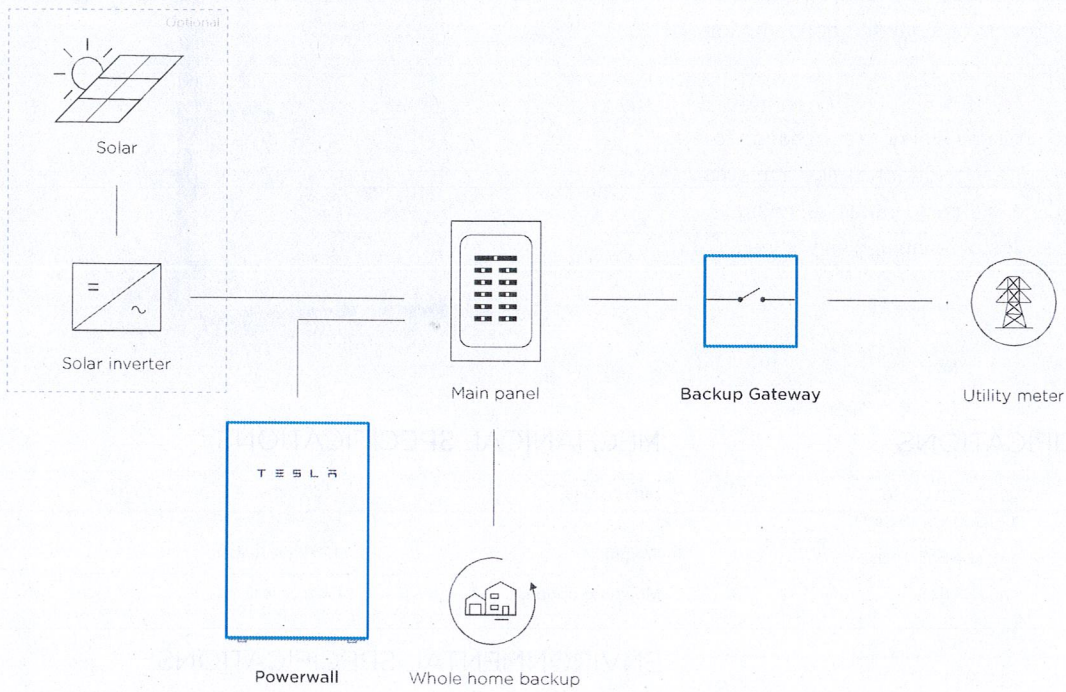 Optional
Solar
Solar inverter
Main panel
Backup Gateway
Utility meter
TESLA
Powerwall
Whole home backup